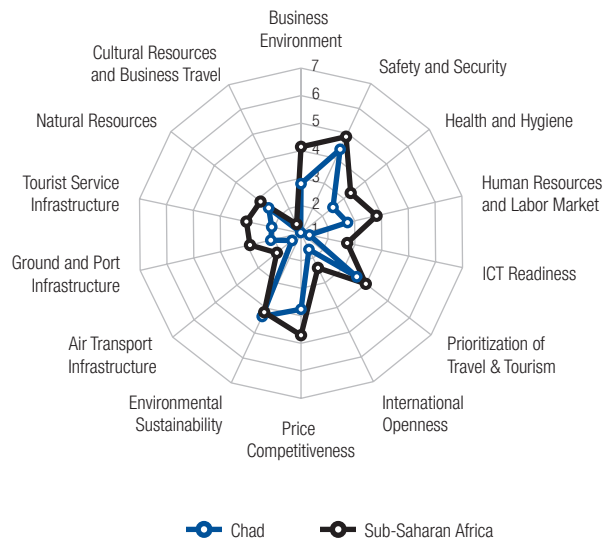 Business
Environment
Cultural Resources
and Business Travel
Safety and Security
Natural Resources
Health and Hygiene
Tourist Service
Infrastructure
Human Resources
and Labor Market
Ground and Port
Infrastructure
ICT Readiness
Air Transport
Infrastructure
Prioritization of
Travel & Tourism
Environmental
Sustainability
International
Openness
Price
Competitiveness
7
6
5
4
3
2
1
Chad
Sub-Saharan Africa